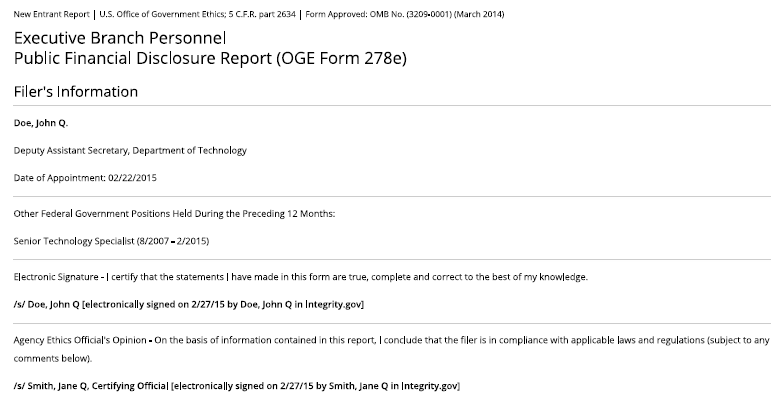 New Entrant Report | U.S. Office of Government Ethics; 5 C.F.R. part 2634 | Form Approved: OMB No. (3209-0001) (March 2014)
Executive Branch Personnel
Public Financial Disclosure Report (OGE Form 278e)
Filer's Information
Doe, John Q.
Deputy Assistant Secretary, Department of Technology
Date of Appointment: 02/22/2015
Other Federal Government Positions Held During the Preceding 12 Months:
Senior Technology Specialist (8/2007 - 2/2015)
Electronic Signature - I certify that the statements I have made in this form are true, complete and correct to the best of my knowledge.
/s/ Doe, John Q [electronically signed on 2/27/15 by Doe, John Q in Integrity.gov]
Agency Ethics Official's Opinion - On the basis of information contained in this report, I conclude that the filer is in compliance with applicable laws and regulations (subject to any
comments below).
/s/ Smith, Jane Q, Certifying Official [electronically signed on 2/27/15 by Smith, Jane Q in Integrity.gov]